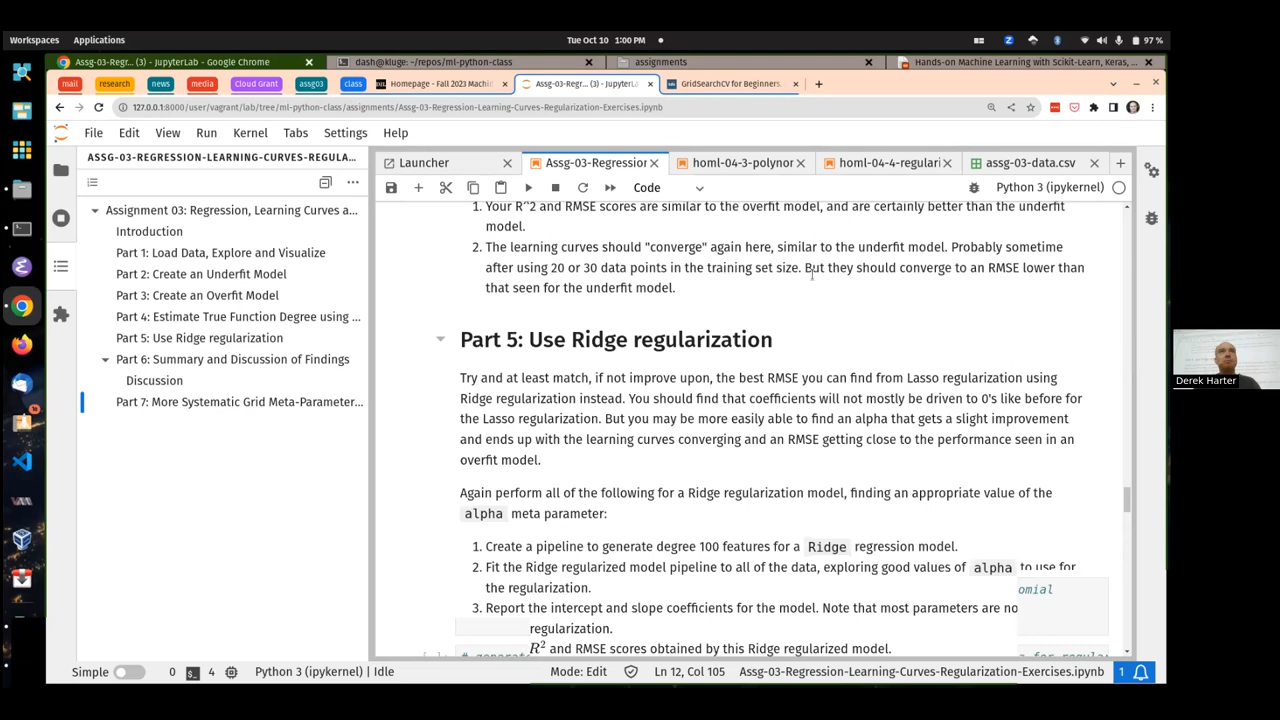 Workspaces Applications Tue Oct 10 1:00 PM 97 %
Assg-03-Regr... (3) - JupyterLab - Google Chrome dash@kluge: ~/repos/ml-python-class assignments Hands-on Machine Learning with Scikit-Learn, Keras, ...
mail research news media Cloud Grant assg03 class Homepage - Fall 2023 Machin Assg-03-Regr... (3) - JupyterL GridSearchCV for Beginners.
127.0.0.1:8000/user/vagrant/lab/tree/ml-python-class/assignments/Assg-03-Regression-Learning-Curves-Regularization-Exercises.ipynb
File Edit View Run Kernel Tabs Settings Help
ASSG-03-REGRESSION-LEARNING-CURVES-REGULA...
Launcher Assg-03-Regression homl-04-3-polynor homl-04-4-regulari assg-03-data.csv
Code Python 3 (ipykernel)
Assignment 03: Regression, Learning Curves a...
Introduction
Part 1: Load Data, Explore and Visualize
Part 2: Create an Underfit Model
Part 3: Create an Overfit Model
Part 4: Estimate True Function Degree using ...
Part 5: Use Ridge regularization
Part 6: Summary and Discussion of Findings
Discussion
Part 7: More Systematic Grid Meta-Parameter...
1. Your R^2 and RMSE scores are similar to the overfit model, and are certainly better than the underfit
model.
2. The learning curves should "converge" again here, similar to the underfit model. Probably sometime
after using 20 or 30 data points in the training set size. But they should converge to an RMSE lower than
that seen for the underfit model.
Part 5: Use Ridge regularization
Try and at least match, if not improve upon, the best RMSE you can find from Lasso regularization using
Ridge regularization instead. You should find that coefficients will not mostly be driven to 0's like before for
the Lasso regularization. But you may be more easily able to find an alpha that gets a slight improvement
and ends up with the learning curves converging and an RMSE getting close to the performance seen in an
overfit model.
Again perform all of the following for a Ridge regularization model, finding an appropriate value of the
alpha meta parameter:
1. Create a pipeline to generate degree 100 features for a Ridge regression model.
2. Fit the Ridge regularized model pipeline to all of the data, exploring good values of alpha to use for
the regularization.
omial
3. Report the intercept and slope coefficients for the model. Note that most parameters are no
regularization.
R² and RMSE scores obtained by this Ridge regularized model.
Derek Harter
Simple 0 4 Python 3 (ipykernel) | Idle Mode: Edit Ln 12, Col 105 Assg-03-Regression-Learning-Curves-Regularization-Exercises.ipynb 1